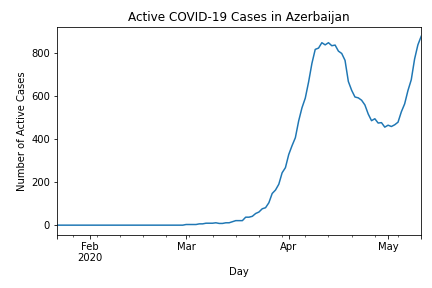 Active COVID-19 Cases in Azerbaijan
Number of Active Cases
800
600
400
200
0
Feb
2020
Mar
Apr
May
Day